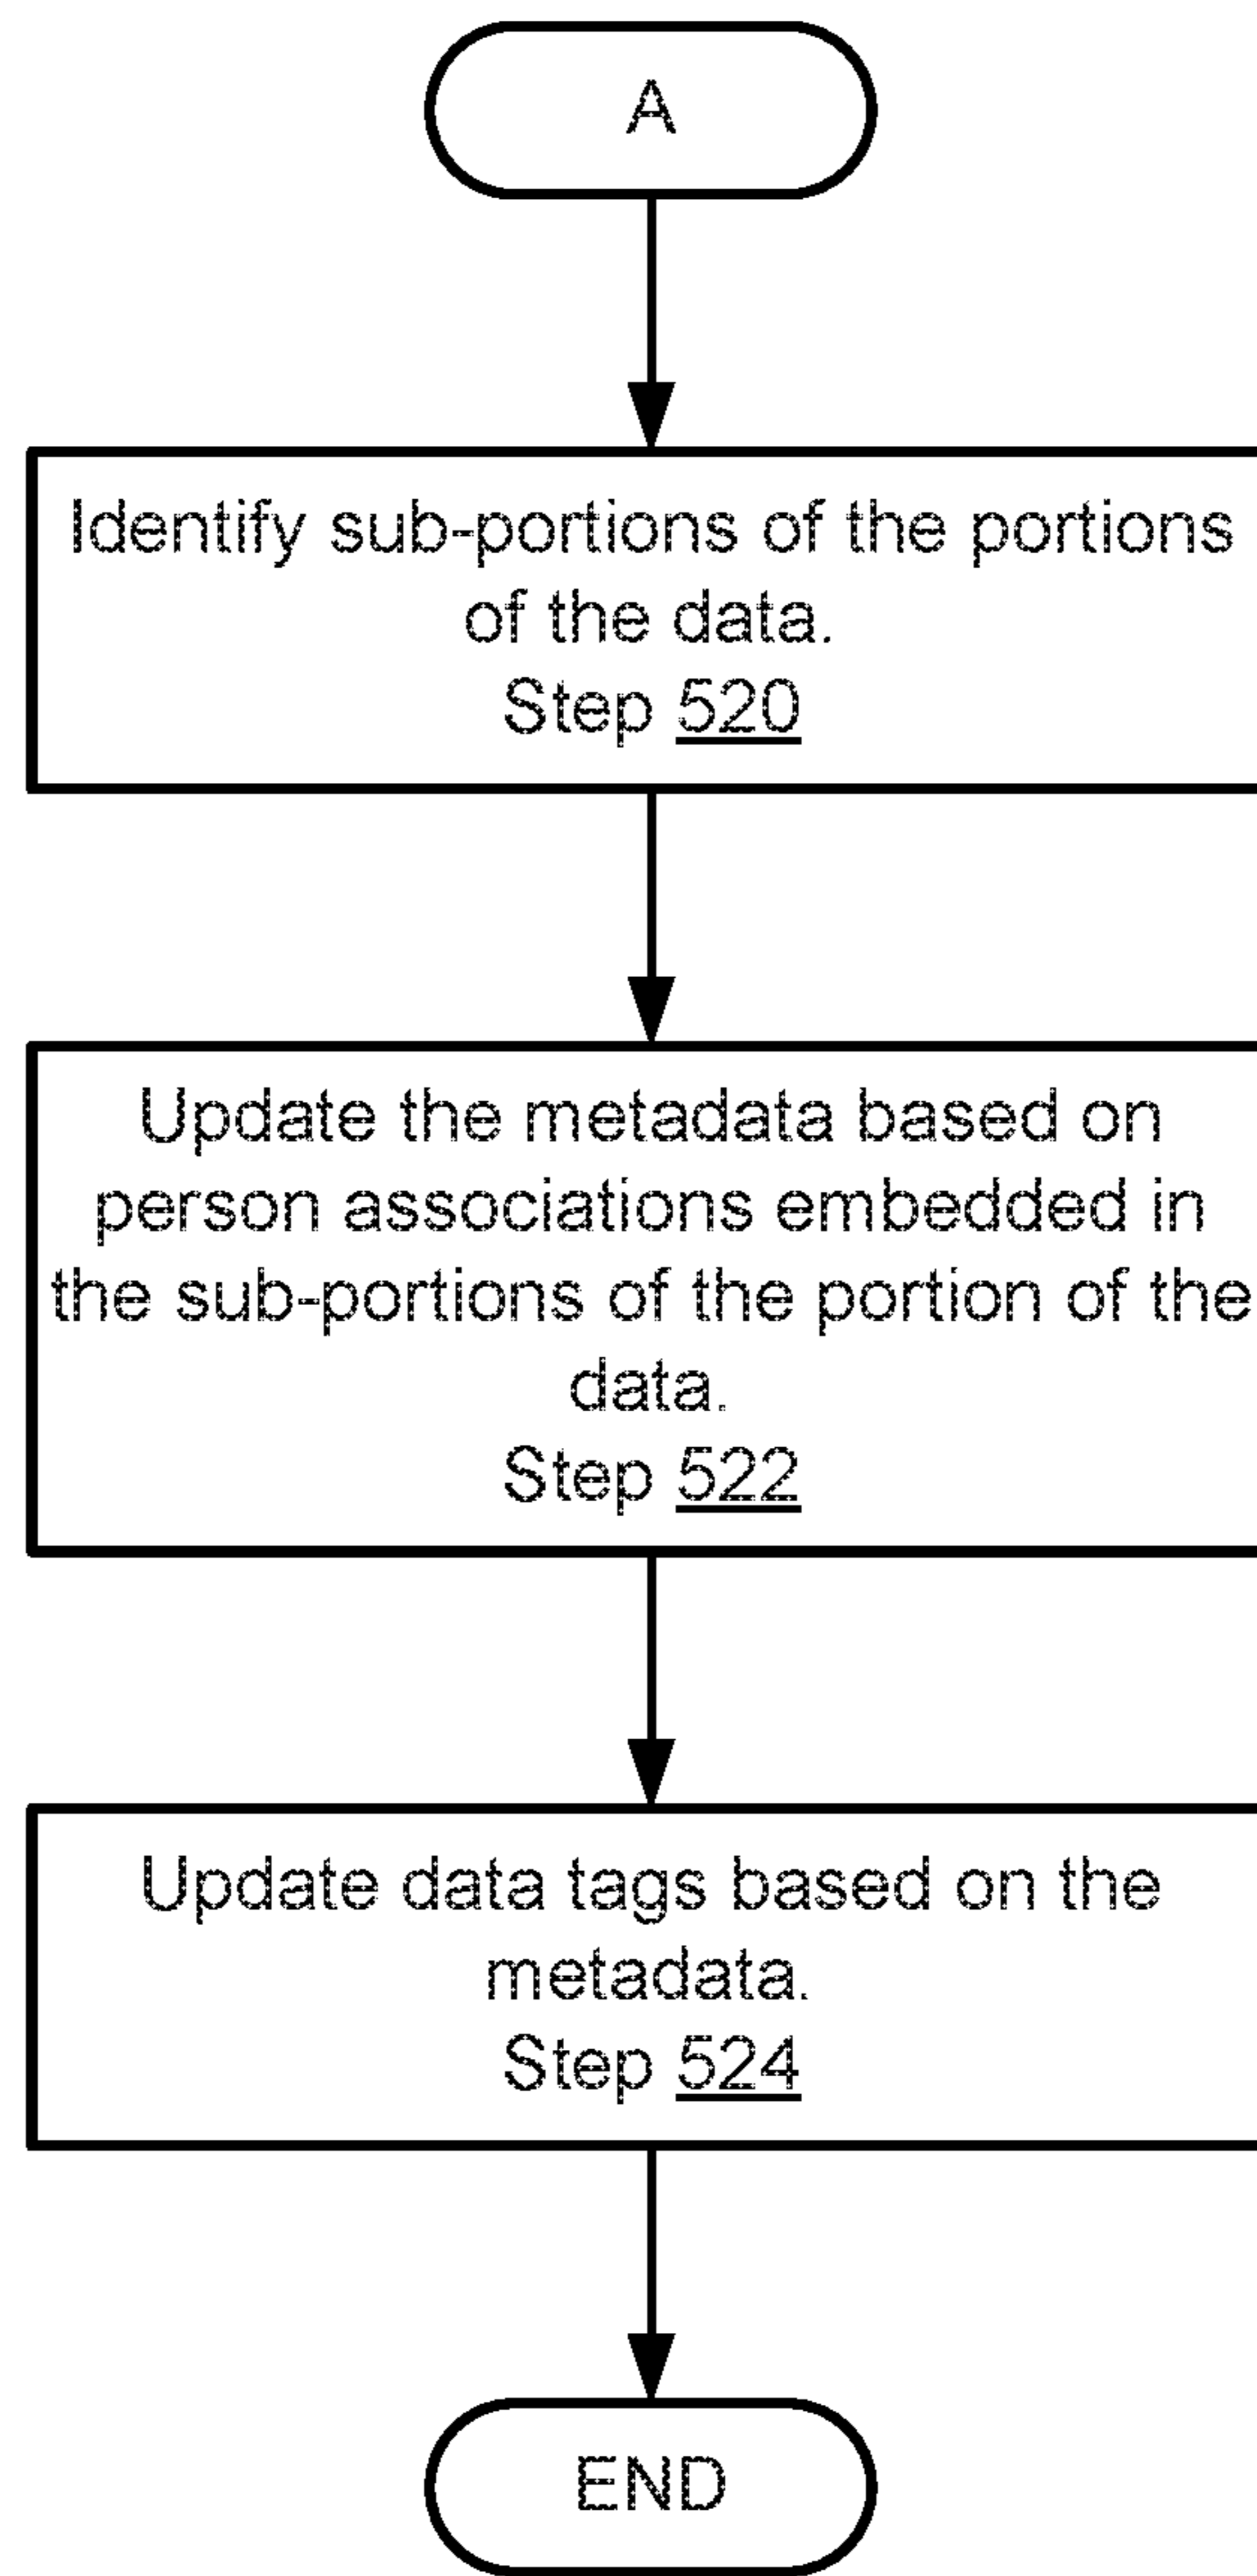 A
Identify sub-portions of the portions
of the data.
Step 520
Update the metadata based on
person associations embedded in
the sub-portions of the portion of the
data.
Step 522
Update data tags based on the
metadata.
Step 524
END